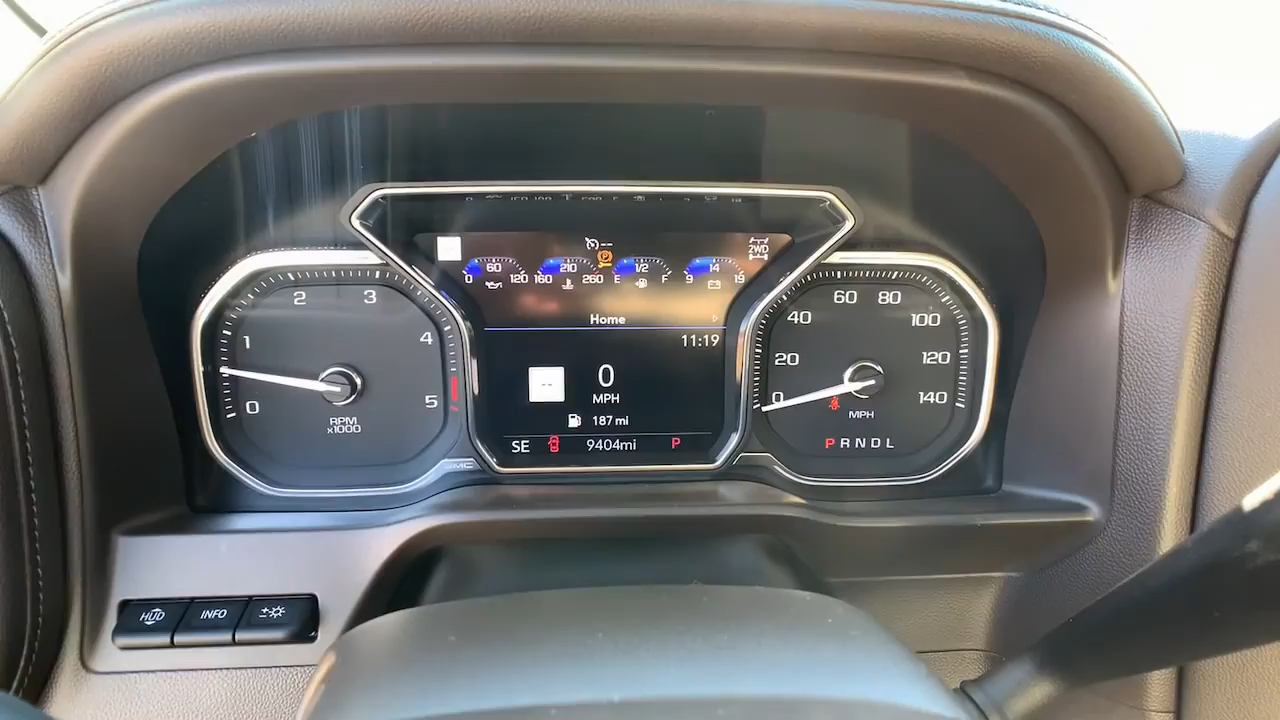 0 1 2 3 4 5
RPM
x1000
GMC
--
2WD
0 60 120
160 210 260
E 1/2 F
9 14 19
Home
11:19
--
0
MPH
187 mi
SE 9404mi P
0 20 40 60 80 100 120 140
MPH
PRNDL
HUD INFO